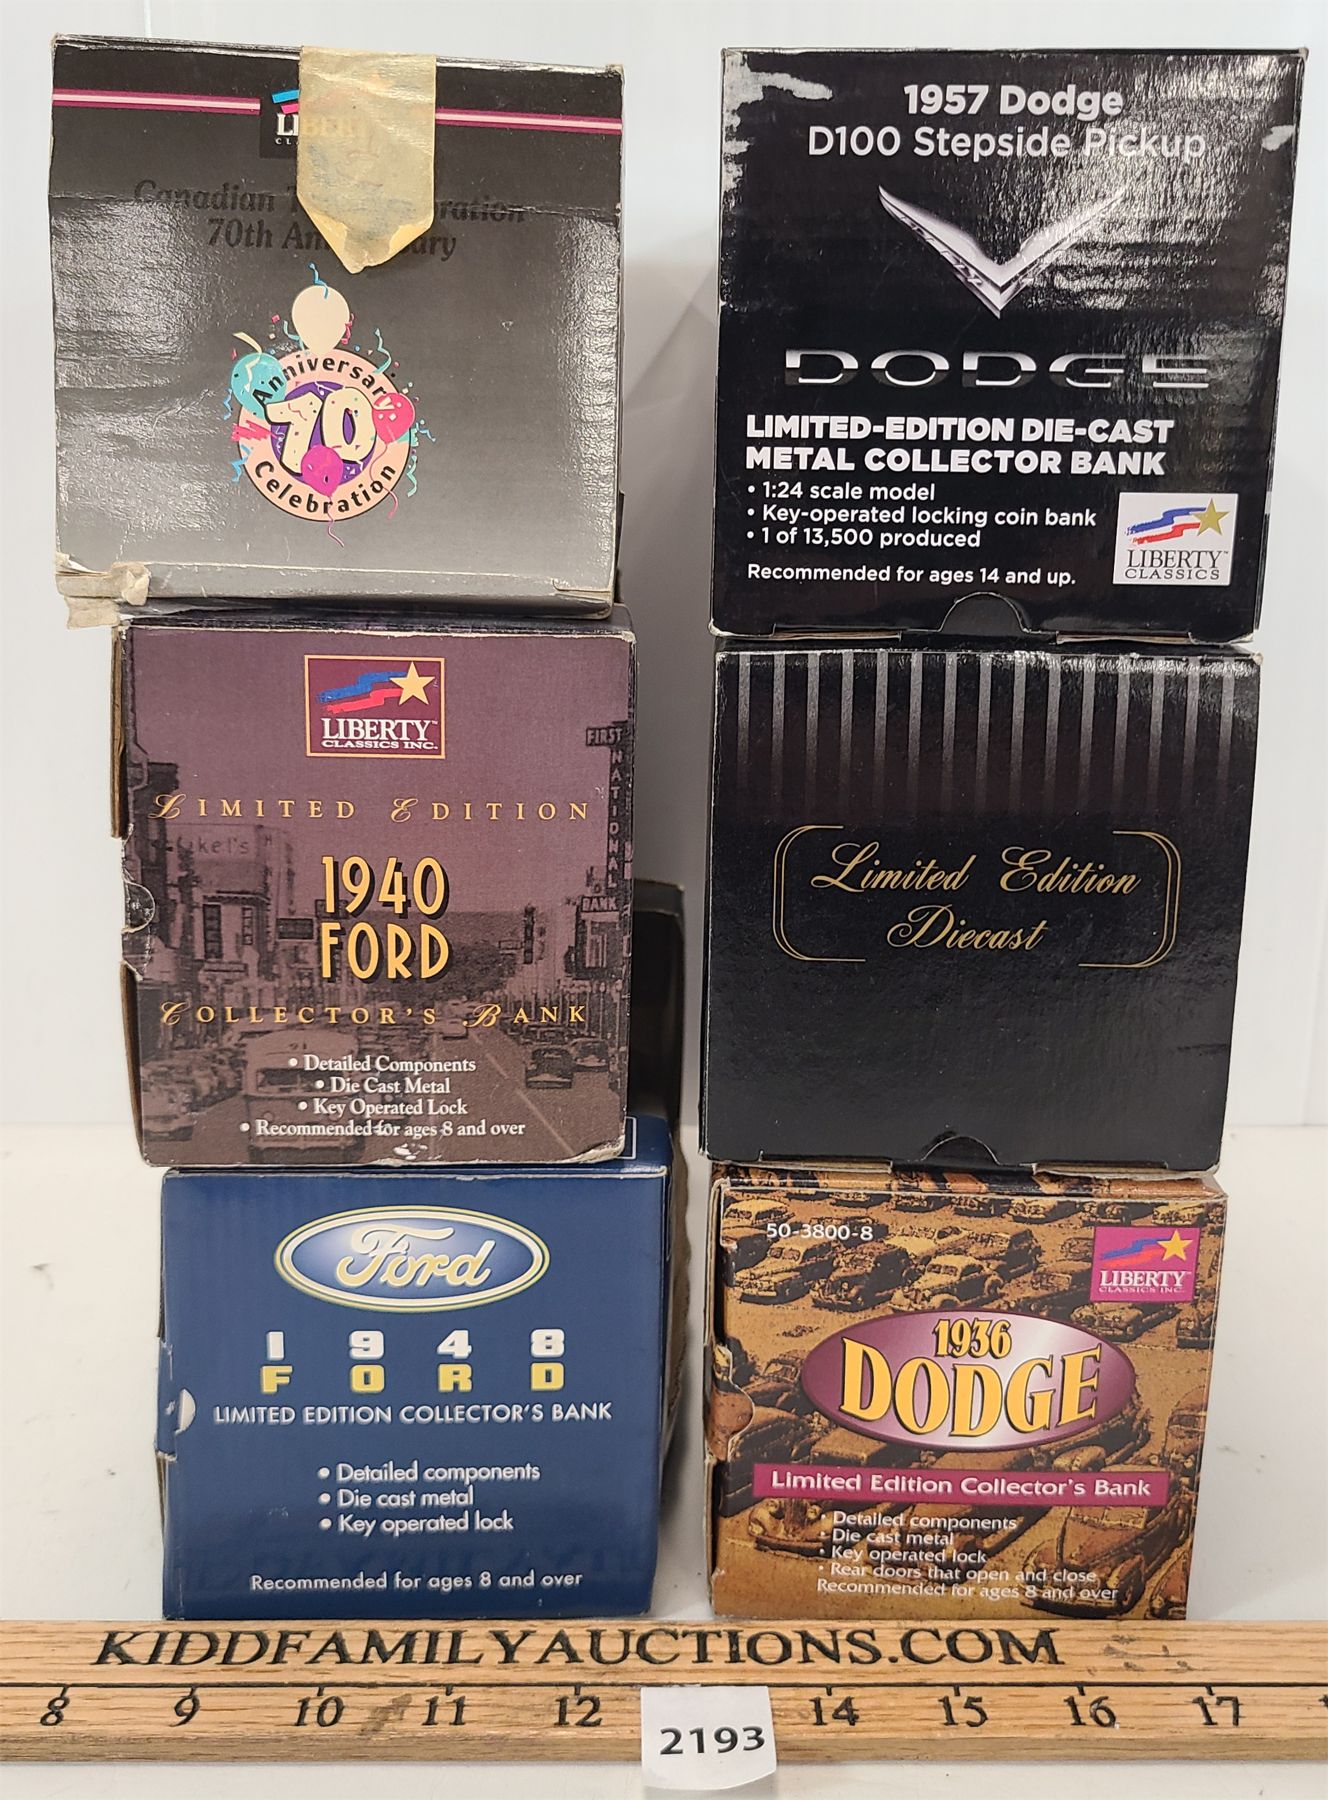 LIBERTY
Canadian
70th
Anniversary
70
Celebration
1957 Dodge
D100 Stepside Pickup
DODGE
LIMITED-EDITION DIE-CAST
METAL COLLECTOR BANK
• 1:24 scale model
• Key-operated locking coin bank
• 1 of 13,500 produced
Recommended for ages 14 and up.
LIBERTY™
CLASSICS
LIBERTY™
CLASSICS INC.
FIRST
NATIONAL
BANK
LIMITED EDITION
1940
FORD
COLLECTOR'S BANK
• Detailed Components
• Die Cast Metal
• Key Operated Lock
• Recommended for ages 8 and over
Limited Edition
Diecast
Ford
1948
FORD
LIMITED EDITION COLLECTOR'S BANK
• Detailed components
• Die cast metal
• Key operated lock
Recommended for ages 8 and over
50-3800-8
LIBERTY™
CLASSICS INC.
1936
DODGE
Limited Edition Collector's Bank
• Detailed components
• Die cast metal
• Key operated lock
• Rear doors that open and close
Recommended for ages 8 and over
KIDDFAMILYAUCTIONS.COM
8 9 10 11 12 14 15 16 17
2193